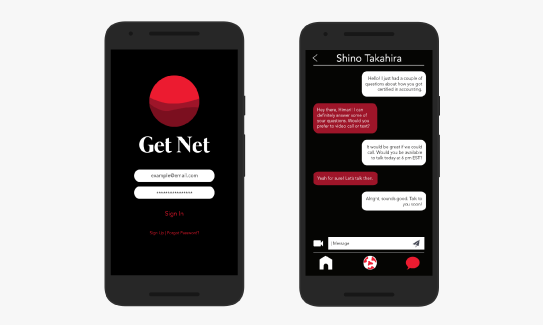 Get Net
example@email.com
****************
Sign In
Sign Up | Forgot Password?
Shino Takahira
Hello! I just had a couple of
questions about how you got
certified in accounting.
Hey there, Himari. I can
definitely answer some of
your questions. Would you
prefer to video call or text?
It would be great if we could
call. Would you be available
to talk today at 6 pm EST?
Yeah for sure! Let's talk then.
Alright, sounds good. Talk to
you soon!
Message